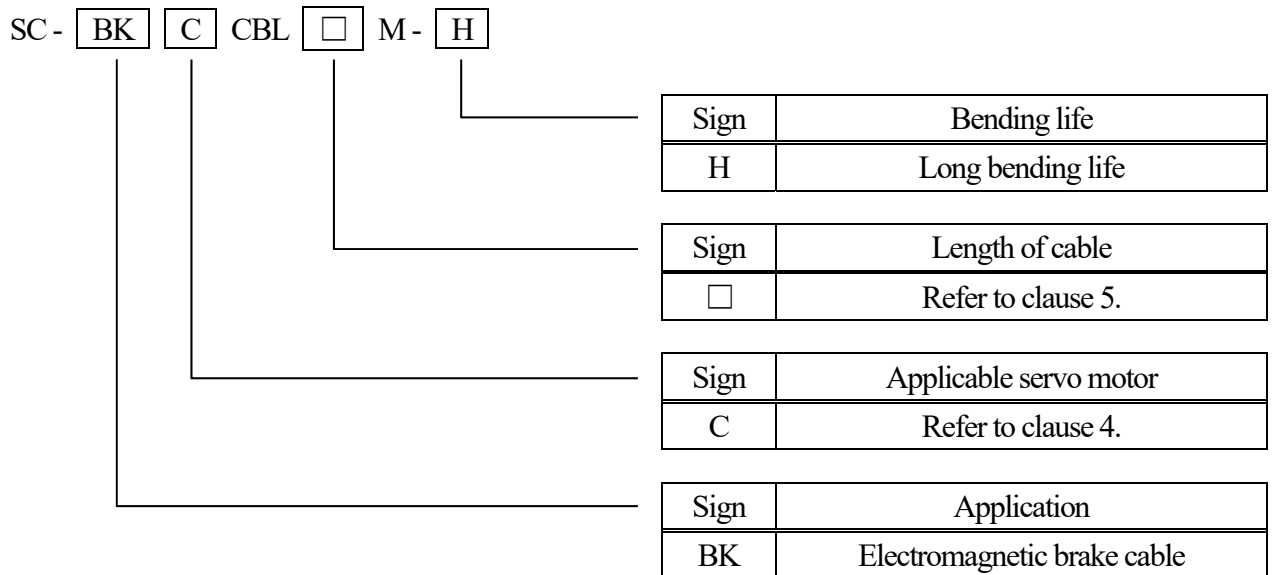 SC - BK C CBL □ M - H
Sign Bending life
H Long bending life
Sign Length of cable
□ Refer to clause 5.
Sign Applicable servo motor
C Refer to clause 4.
Sign Application
BK Electromagnetic brake cable